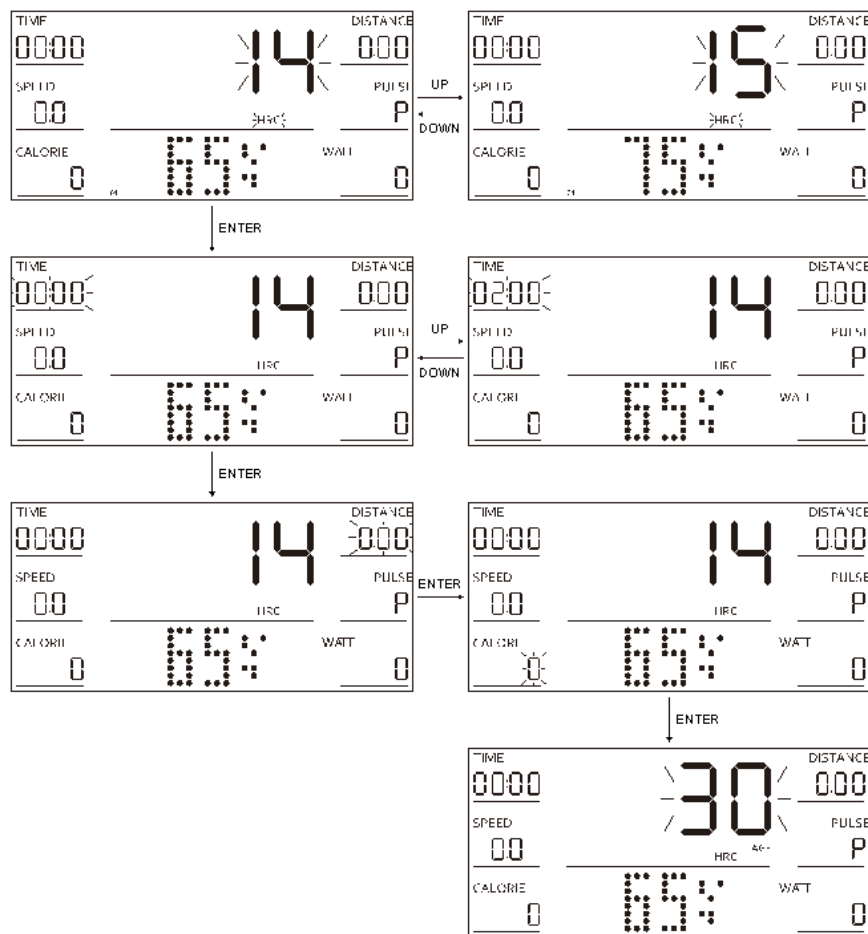 TIME DISTANCE TIME DISTANCE
00:00 14 0.00 00:00 15 0.00
SPEED PULSE UP SPEED PULSE
0.0 HRC P DOWN 0.0 HRC P
CALORIE 65% WATT CALORIE 75% WATT
0 M 0 0 M 0
ENTER
TIME DISTANCE TIME DISTANCE
00:00 14 0.00 02:00 14 0.00
SPEED PULSE UP SPEED PULSE
0.0 HRC P DOWN 0.0 HRC P
CALORIE 65% WATT CALORIE 65% WATT
0 0 0 0
ENTER
TIME DISTANCE TIME DISTANCE
00:00 14 0.00 00:00 14 0.00
SPEED PULSE ENTER SPEED PULSE
0.0 HRC P 0.0 HRC P
CALORIE 65% WATT CALORIE 65% WATT
0 0 0 0
ENTER
TIME DISTANCE
00:00 30 0.00
SPEED PULSE
0.0 HRC AGE P
CALORIE 65% WATT
0 0